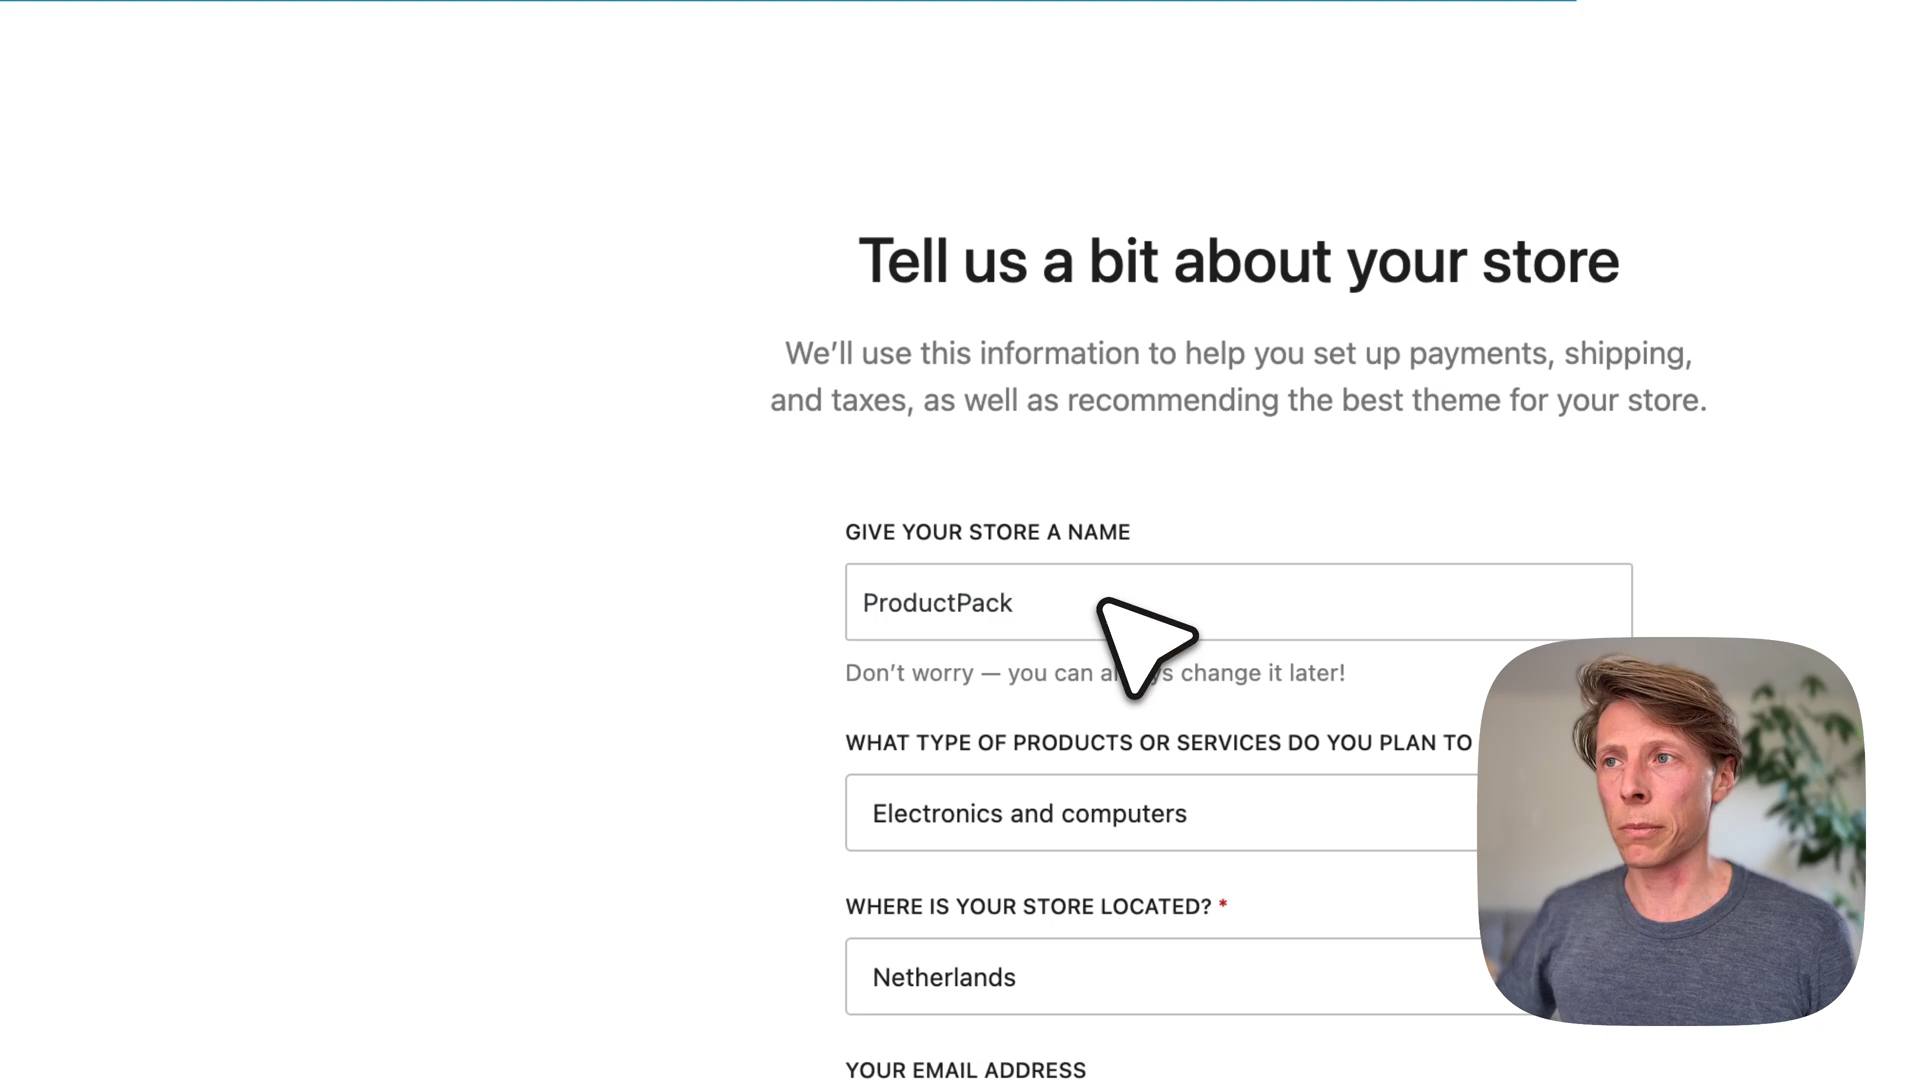 Tell us a bit about your store
We’ll use this information to help you set up payments, shipping,
and taxes, as well as recommending the best theme for your store.
GIVE YOUR STORE A NAME
ProductPack
Don’t worry — you can always change it later!
WHAT TYPE OF PRODUCTS OR SERVICES DO YOU PLAN TO
Electronics and computers
WHERE IS YOUR STORE LOCATED? *
Netherlands
YOUR EMAIL ADDRESS